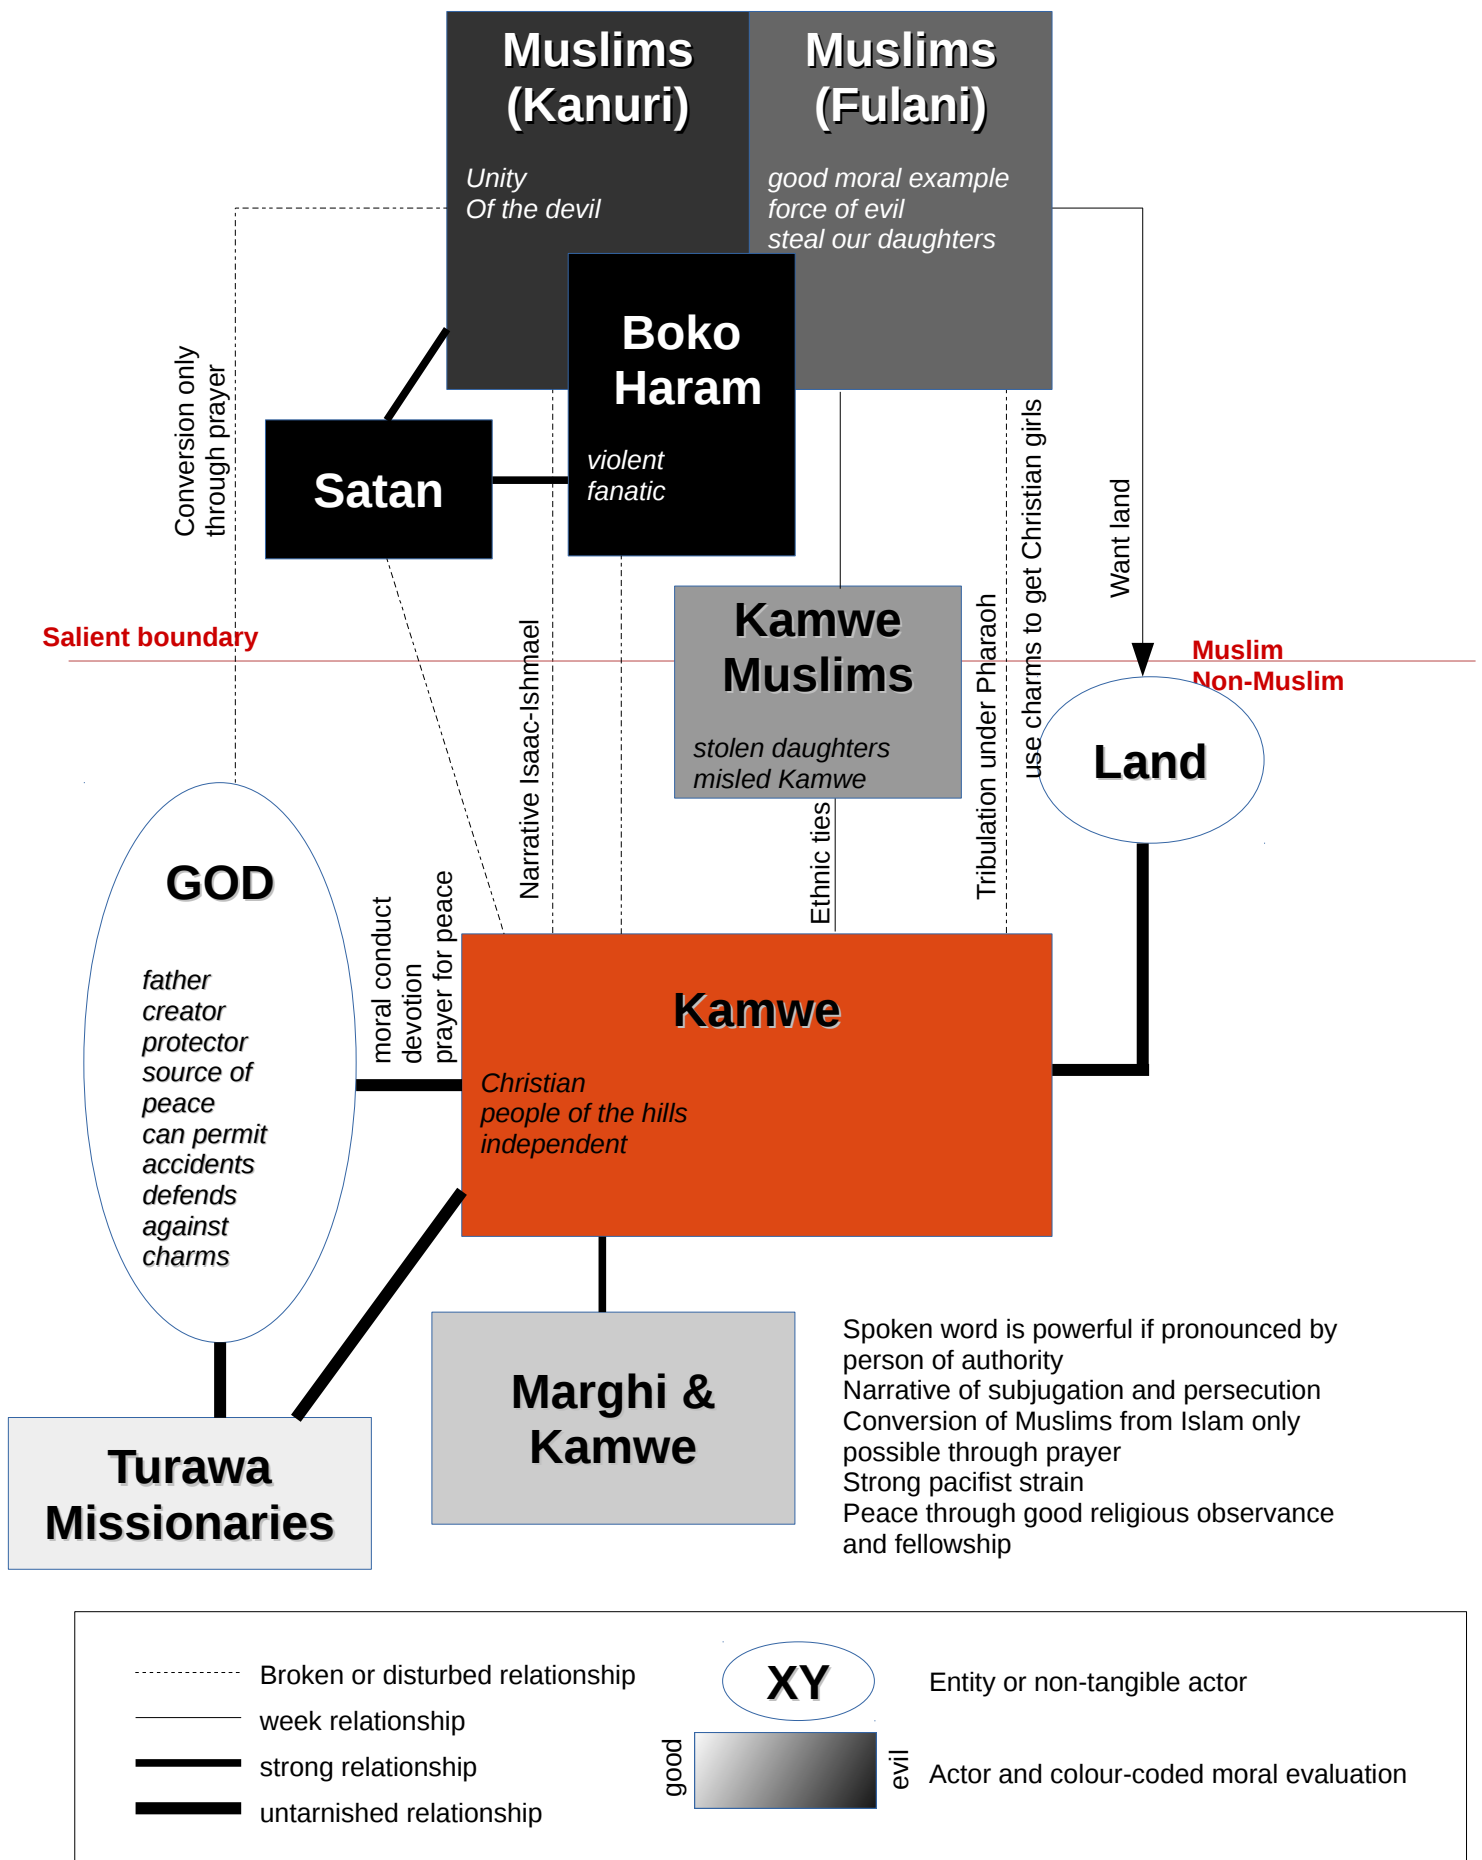 Muslims
(Kanuri)
Unity
Of the devil
Muslims
(Fulani)
good moral example
force of evil
steal our daughters
Boko
Haram
violent
fanatic
Satan
Conversion only
through prayer
Salient boundary
Narrative Isaac-Ishmael
Kamwe
Muslims
stolen daughters
misled Kamwe
Ethnic ties
Tribulation under Pharaoh
use charms to get Christian girls
Want land
Muslim
Non-Muslim
Land
GOD
father
creator
protector
source of
peace
can permit
accidents
defends
against
charms
moral conduct
devotion
prayer for peace
Kamwe
Christian
people of the hills
independent
Turawa
Missionaries
Marghi &
Kamwe
Spoken word is powerful if pronounced by
person of authority
Narrative of subjugation and persecution
Conversion of Muslims from Islam only
possible through prayer
Strong pacifist strain
Peace through good religious observance
and fellowship
Broken or disturbed relationship
week relationship
strong relationship
untarnished relationship
XY
Entity or non-tangible actor
good
evil
Actor and colour-coded moral evaluation